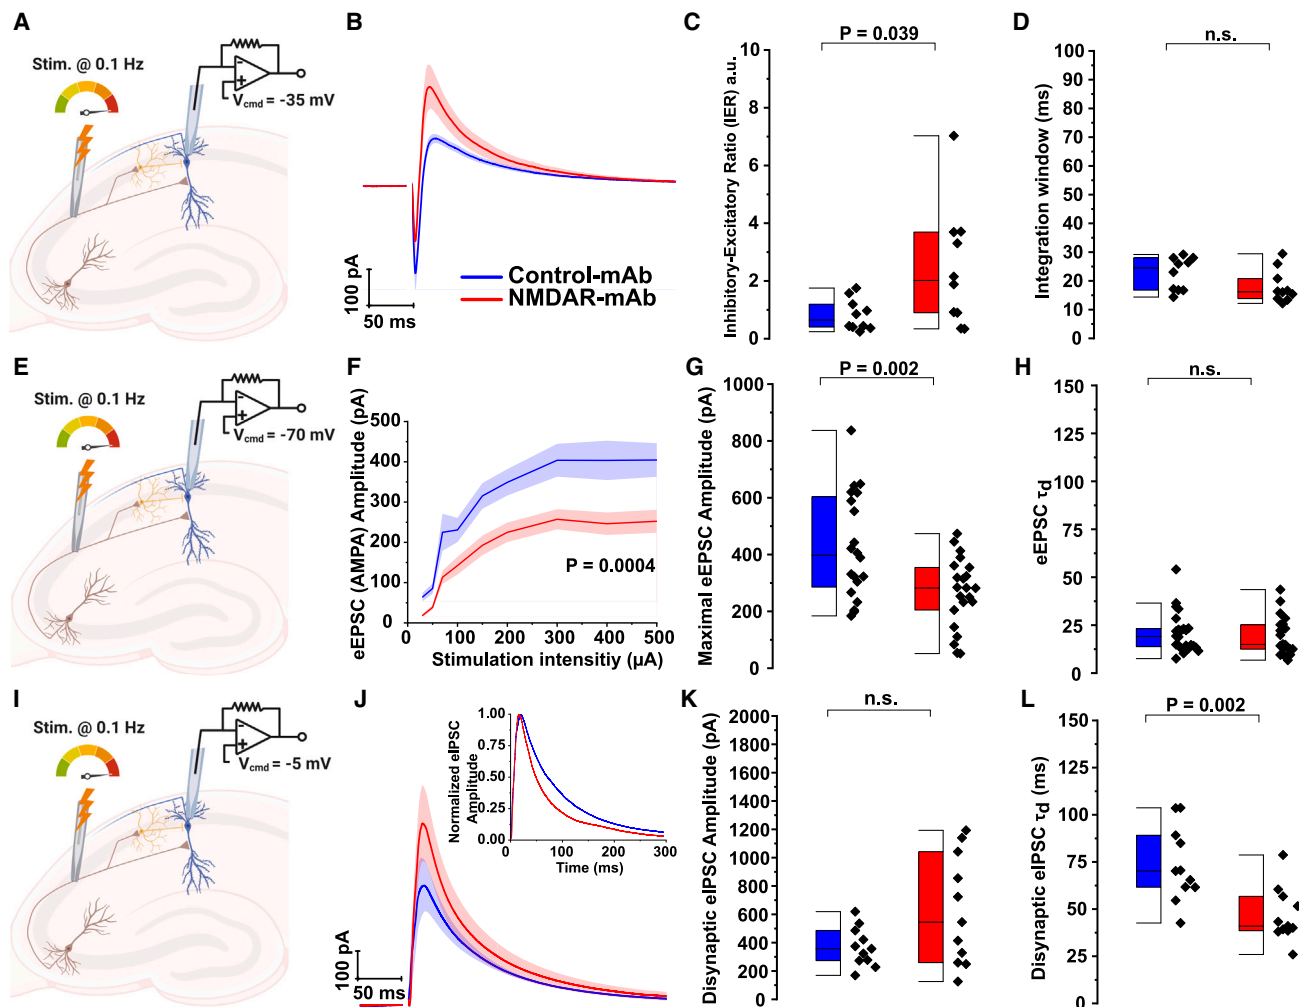 A
Stim. @ 0.1 Hz
Vcmd = -35 mV
B
100 pA
50 ms
Control-mAb
NMDAR-mAb
C
P = 0.039
Inhibitory-Excitatory Ratio (IER) a.u.
10
8
6
4
2
0
D
n.s.
Integration window (ms)
100
90
80
70
60
50
40
30
20
10
0
E
Stim. @ 0.1 Hz
Vcmd = -70 mV
F
eEPSC (AMPA) Amplitude (pA)
500
400
300
250
200
100
0
P = 0.0004
0 100 200 300 400 500
Stimulation intensitiy (µA)
G
P = 0.002
Maximal eEPSC Amplitude (pA)
1000
800
600
400
200
0
H
n.s.
eEPSC τd
150
125
100
75
50
25
0
I
Stim. @ 0.1 Hz
Vcmd = -5 mV
J
100 pA
50 ms
Normalized eIPSC
Amplitude
1.00
0.75
0.50
0.25
0.00
0 100 200 300
Time (ms)
K
n.s.
Disynaptic eIPSC Amplitude (pA)
2000
1800
1600
1400
1200
1000
800
600
400
200
0
L
P = 0.002
Disynaptic eIPSC τd (ms)
150
125
100
75
50
25
0